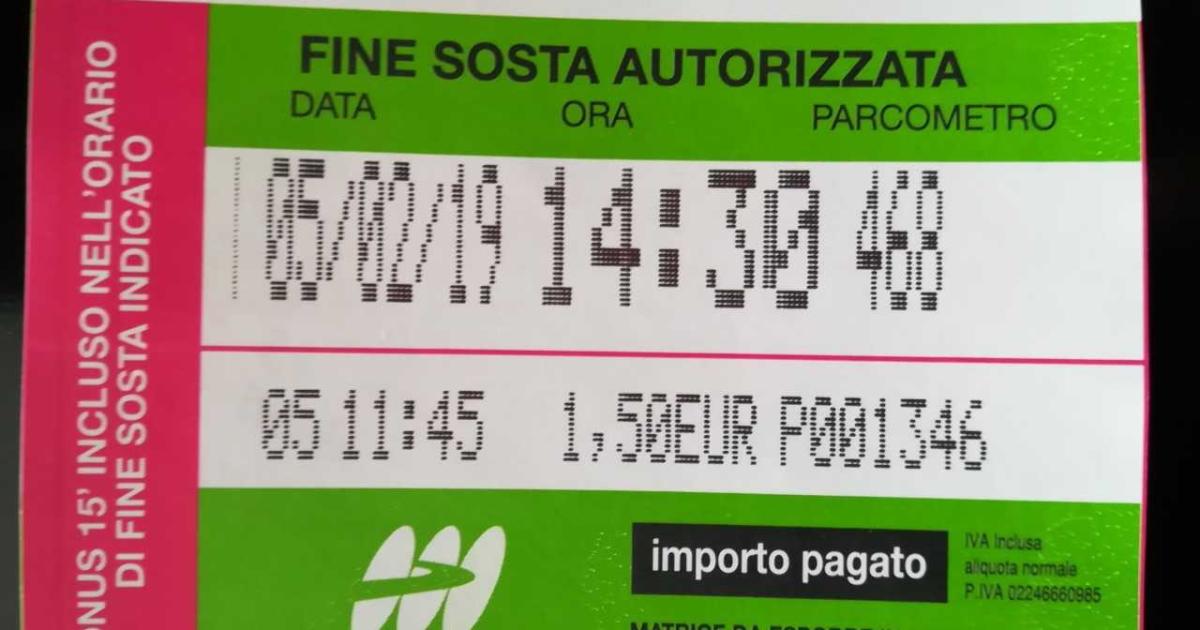 FINE SOSTA AUTORIZZATA
DATA ORA PARCOMETRO
05/02/19 14:30 468
05 11:45 1,50EUR P001346
importo pagato
IVA Inclusa
aliquota normale
P.IVA 02246660985
15' INCLUSO NELL'ORARIO
DI FINE SOSTA INDICATO